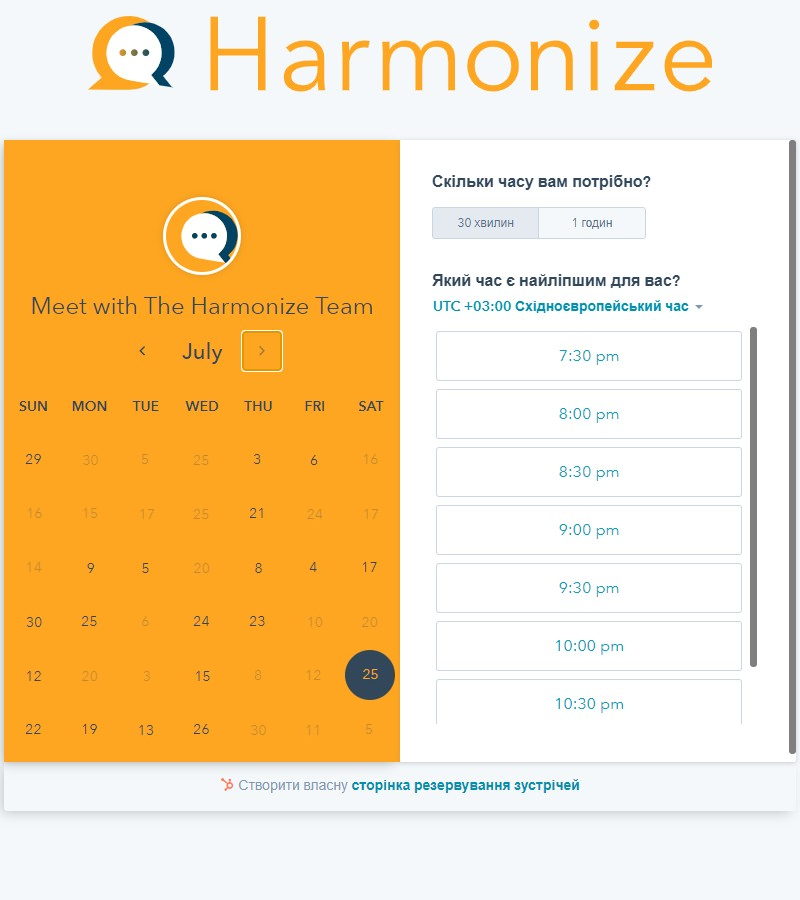 Harmonize
Meet with The Harmonize Team
July
SUN MON TUE WED THU FRI SAT
29 30 5 25 3 6 16
16 15 17 25 21 24 17
14 9 5 20 8 4 17
30 25 6 24 23 10 20
12 20 3 15 8 12 25
22 19 13 26 30 11 5
Скільки часу вам потрібно?
30 хвилин 1 годин
Який час є найліпшим для вас?
UTC +03:00 Східноєвропейський час
7:30 pm
8:00 pm
8:30 pm
9:00 pm
9:30 pm
10:00 pm
10:30 pm
Створити власну сторінка резервування зустрічей